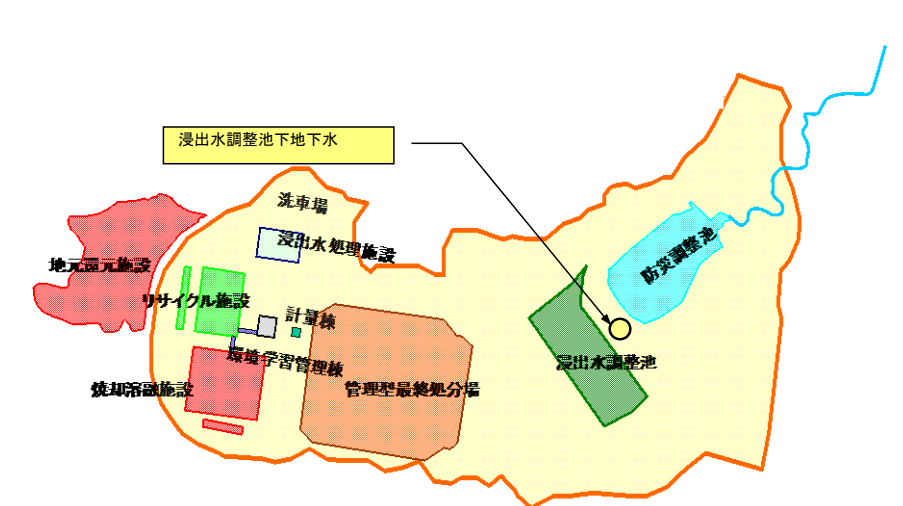 浸出水調整池下地下水
洗車場
浸出水処理施設
防災調整池
地元還元施設
リサイクル施設
計量棟
環境学習管理棟
浸出水調整池
焼却溶融施設
管理型最終処分場